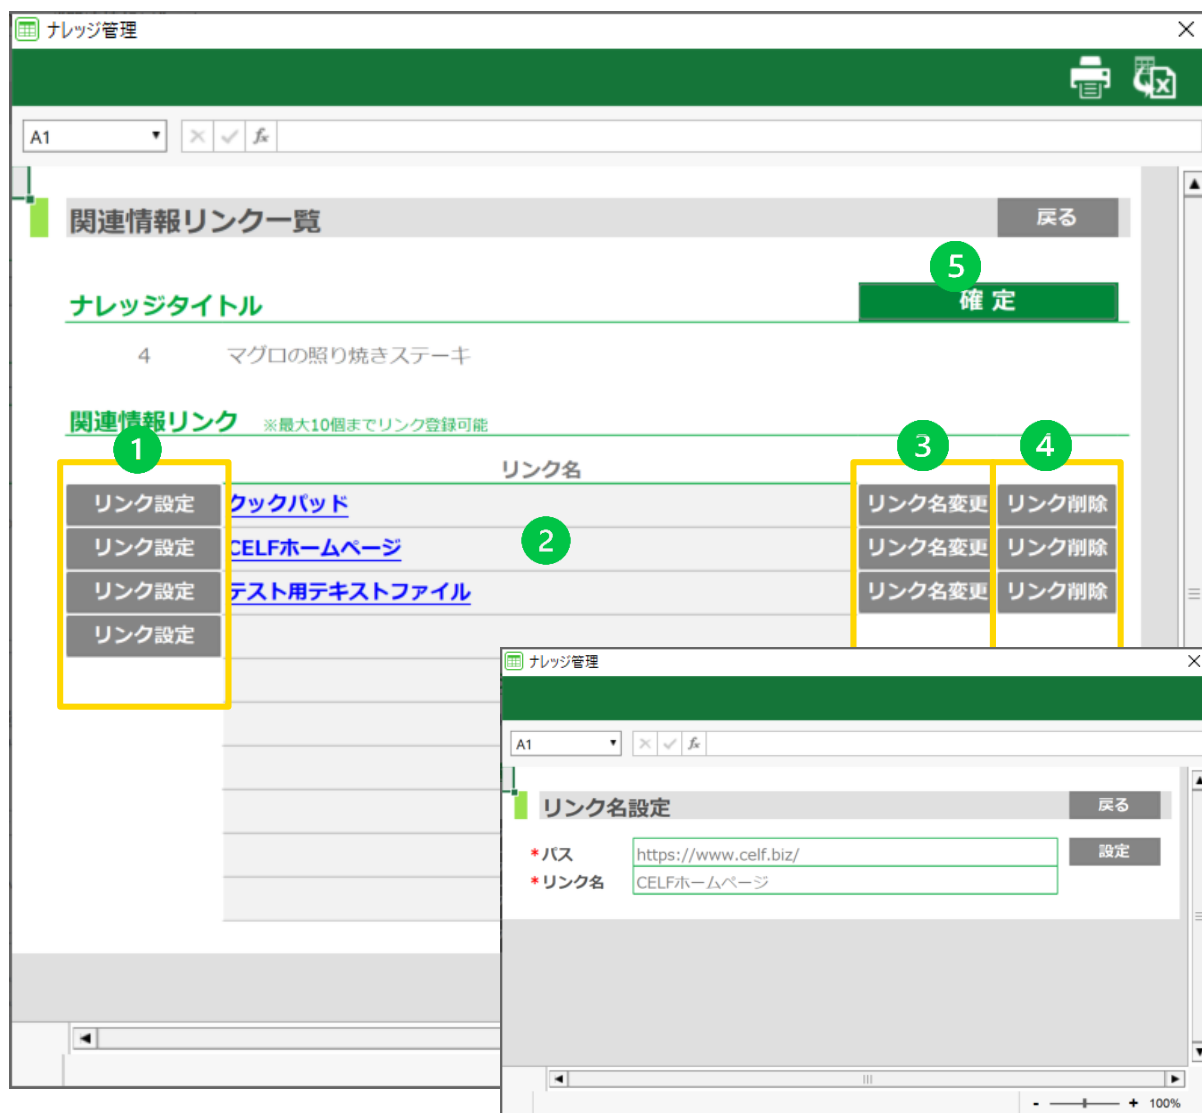 ナレッジ管理
A1
fx
関連情報リンク一覧
戻る
5
ナレッジタイトル
確 定
4
マグロの照り焼きステーキ
関連情報リンク
※最大10個までリンク登録可能
1
3
4
リンク名
リンク設定 クックパッド リンク名変更 リンク削除
リンク設定 CELFホームページ リンク名変更 リンク削除
2
リンク設定 テスト用テキストファイル リンク名変更 リンク削除
リンク設定
ナレッジ管理
A1
fx
リンク名設定
戻る
*パス https://www.celf.biz/ 設定
*リンク名 CELFホームページ
- + 100%